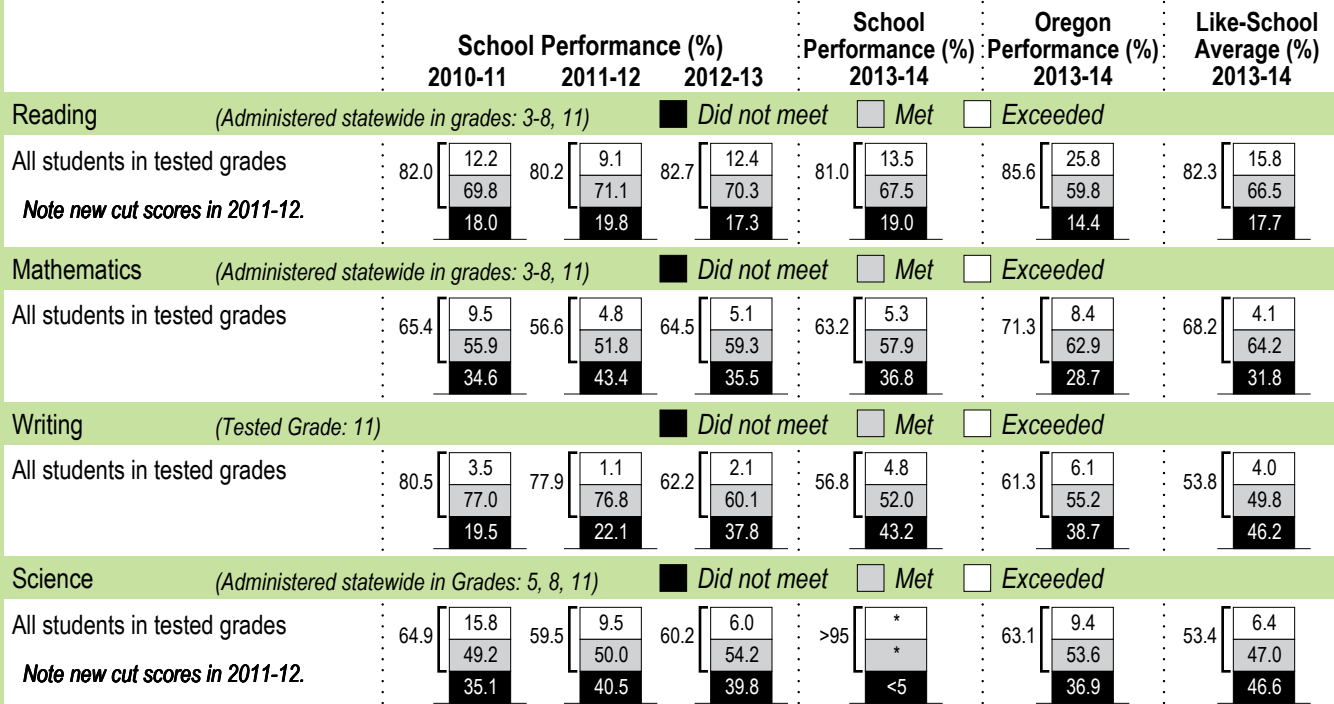 School Performance (%)
School Performance (%)
Oregon Performance (%)
Like-School Average (%)
2010-11 2011-12 2012-13 2013-14 2013-14 2013-14
Reading (Administered statewide in grades: 3-8, 11) Did not meet Met Exceeded
All students in tested grades
Note new cut scores in 2011-12.
82.0 12.2 80.2 9.1 82.7 12.4 81.0 13.5 85.6 25.8 82.3 15.8
69.8 71.1 70.3 67.5 59.8 66.5
18.0 19.8 17.3 19.0 14.4 17.7
Mathematics (Administered statewide in grades: 3-8, 11) Did not meet Met Exceeded
All students in tested grades
65.4 9.5 56.6 4.8 64.5 5.1 63.2 5.3 71.3 8.4 68.2 4.1
55.9 51.8 59.3 57.9 62.9 64.2
34.6 43.4 35.5 36.8 28.7 31.8
Writing (Tested Grade: 11) Did not meet Met Exceeded
All students in tested grades
80.5 3.5 77.9 1.1 62.2 2.1 56.8 4.8 61.3 6.1 53.8 4.0
77.0 76.8 60.1 52.0 55.2 49.8
19.5 22.1 37.8 43.2 38.7 46.2
Science (Administered statewide in Grades: 5, 8, 11) Did not meet Met Exceeded
All students in tested grades
Note new cut scores in 2011-12.
64.9 15.8 59.5 9.5 60.2 6.0 >95 * 63.1 9.4 53.4 6.4
49.2 50.0 54.2 * 53.6 47.0
35.1 40.5 39.8 <5 36.9 46.6